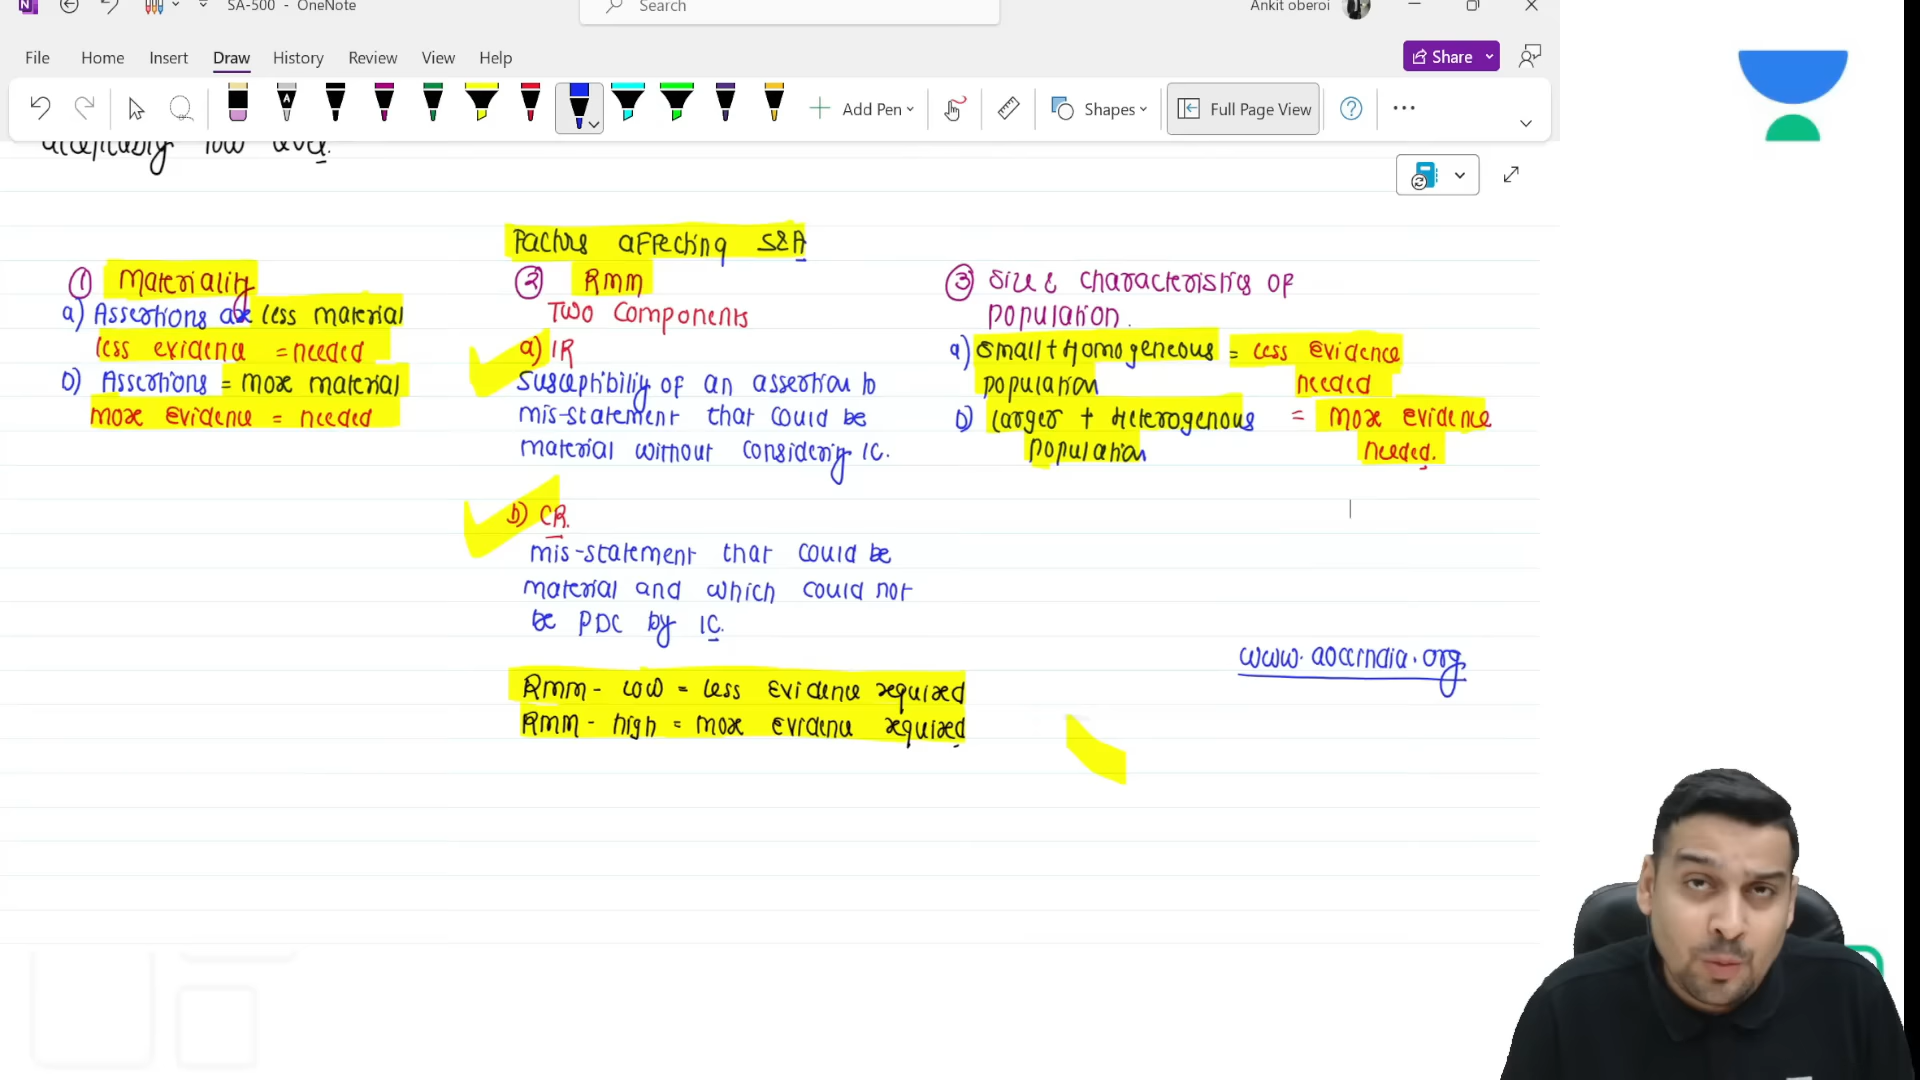 SA-500 - OneNote
Search
Ankit oberoi
File Home Insert Draw History Review View Help
Share
Add Pen
Shapes
Full Page View
acceptably low level.
Factors affecting S&A
① Materiality
a) Assertions are less material
less evidence = needed
b) Assertions = more material
more evidence = needed
② Rmm
Two Components
a) IR
Susceptibility of an assertion to
mis-statement that could be
material without considering IC.
b) CR.
mis-statement that could be
material and which could not
be PDC by IC.
Rmm - low = less evidence required
Rmm - high = more evidence required
③ Size & characteristics of
population.
a) Small + Homogeneous = less evidence
population needed
b) larger + Heterogenous = more evidence
population needed.